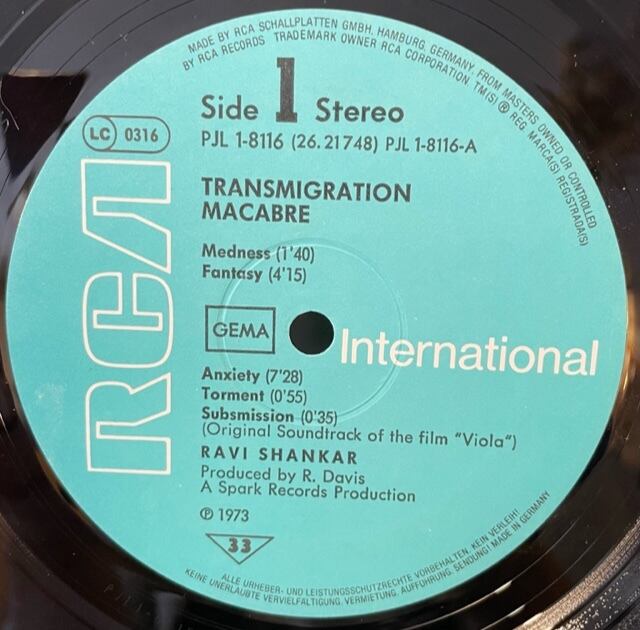 MADE BY RCA SCHALLPLATTEN GMBH, HAMBURG, GERMANY, FROM MASTERS OWNED OR CONTROLLED
BY RCA RECORDS TRADEMARK OWNER RCA CORPORATION TM(S) ® REG. MARCA(S) REGISTRADA(S)
Side 1 Stereo
LC 0316
PJL 1-8116 (26.21748) PJL 1-8116-A
TRANSMIGRATION
MACABRE
Medness (1'40)
Fantasy (4'15)
GEMA
RCA
International
Anxiety (7'28)
Torment (0'55)
Subsmission (0'35)
(Original Soundtrack of the film "Viola")
RAVI SHANKAR
Produced by R. Davis
A Spark Records Production
℗ 1973
33
ALLE URHEBER- UND LEISTUNGSSCHUTZRECHTE VORBEHALTEN. KEIN VERLEIH!
KEINE UNERLAUBTE VERVIELFÄLTIGUNG, VERMIETUNG, AUFFÜHRUNG, SENDUNG! MADE IN GERMANY